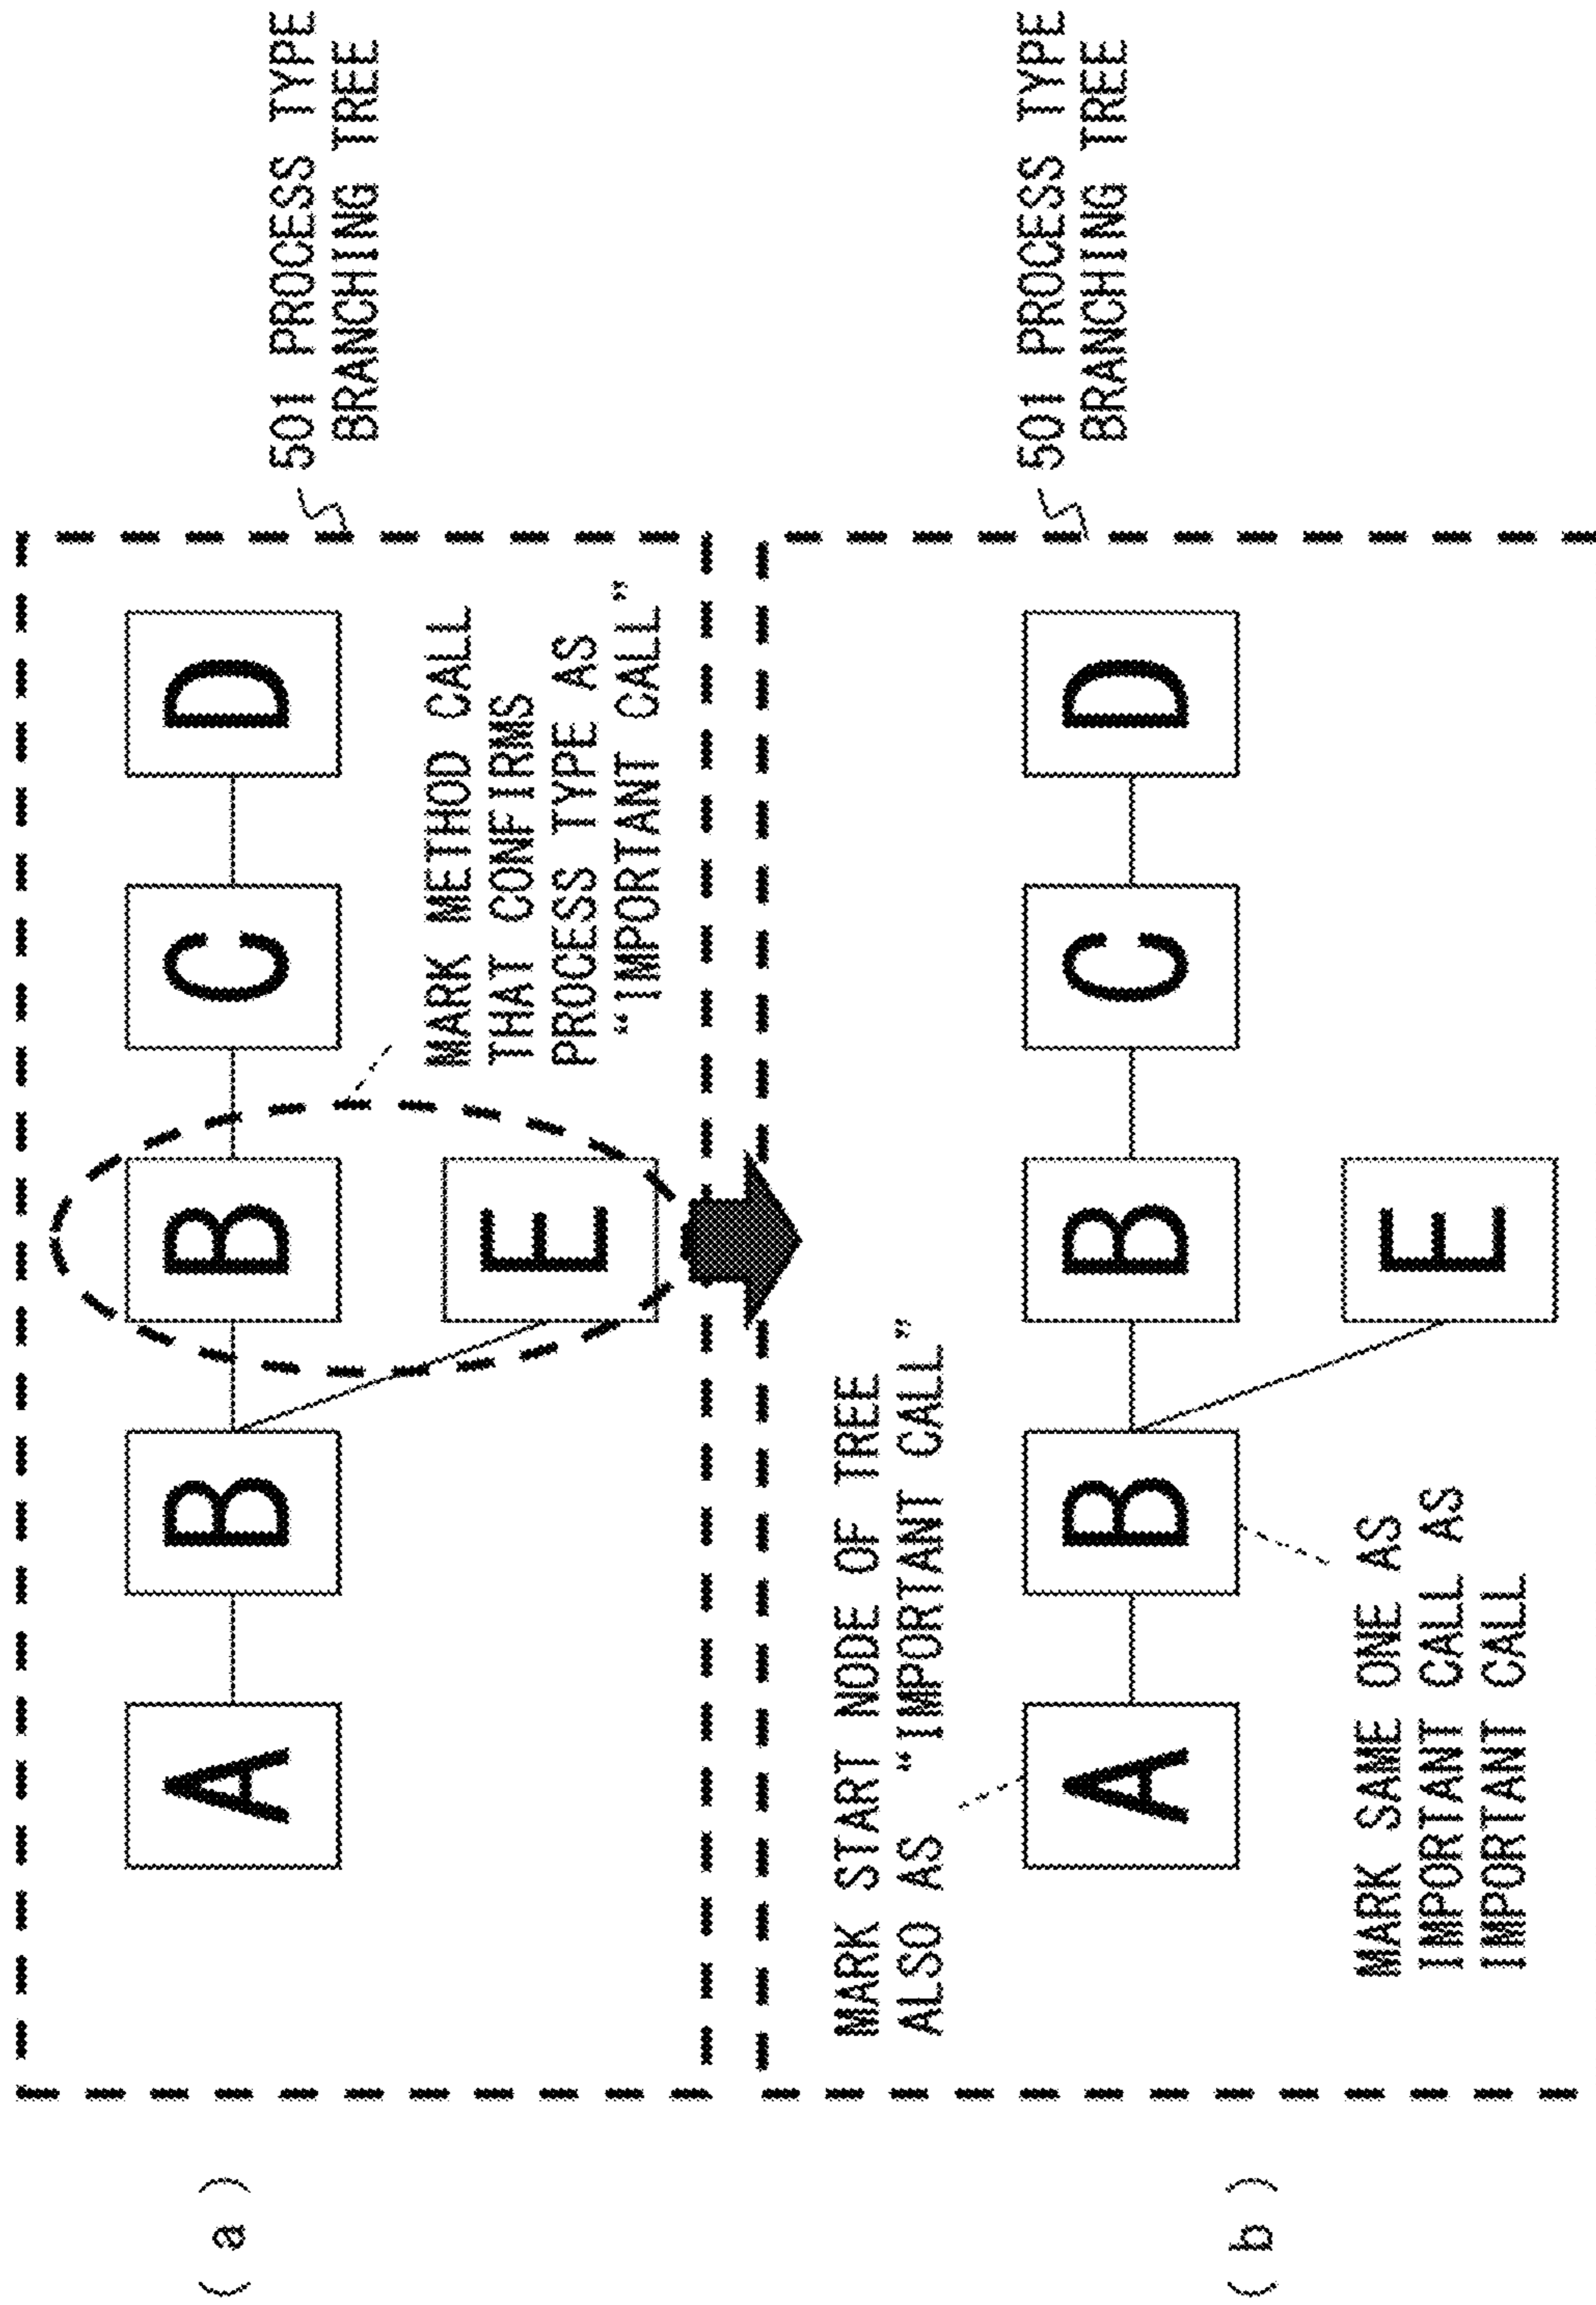 (a)
A
B
B
C
D
E
MARK METHOD CALL
THAT CONFIRMS
PROCESS TYPE AS
“IMPORTANT CALL”
501 PROCESS TYPE
BRANCHING TREE
(b)
MARK START NODE OF TREE
ALSO AS “IMPORTANT CALL”
A
B
B
C
D
E
MARK SAME ONE AS
IMPORTANT CALL AS
IMPORTANT CALL
501 PROCESS TYPE
BRANCHING TREE